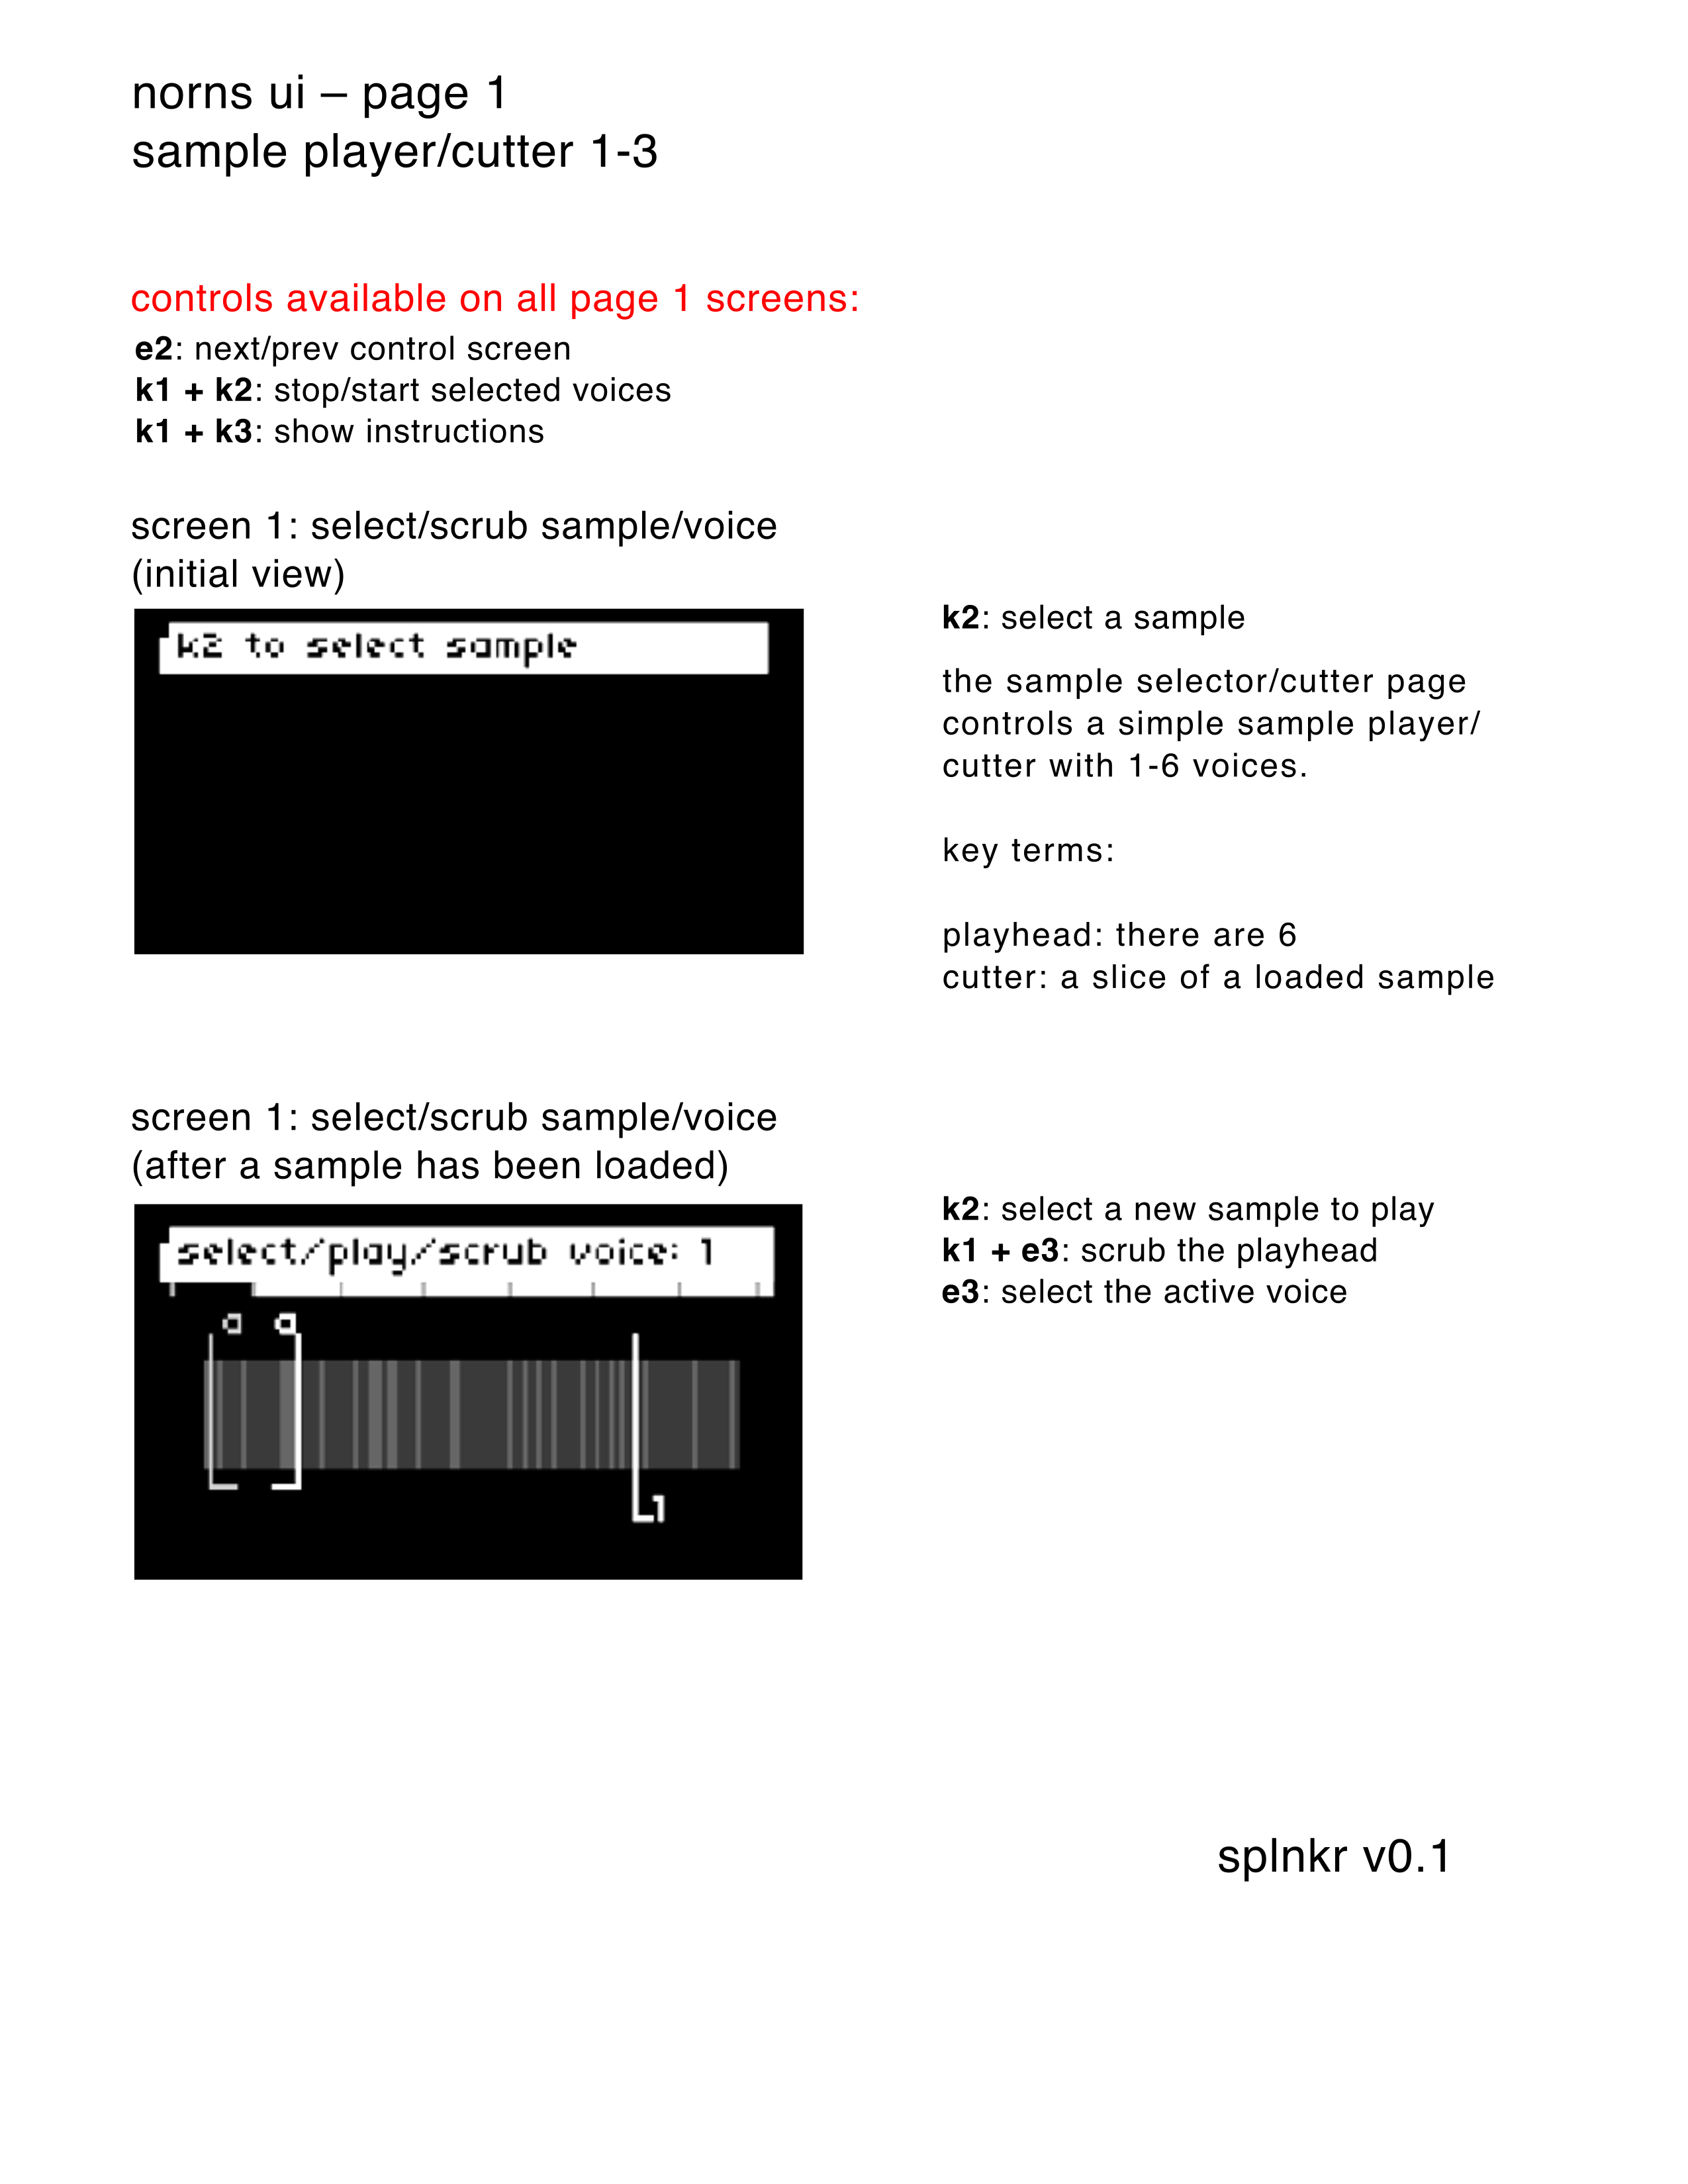 norns ui – page 1
sample player/cutter 1-3
controls available on all page 1 screens:
e2: next/prev control screen
k1 + k2: stop/start selected voices
k1 + k3: show instructions
screen 1: select/scrub sample/voice
(initial view)
k2 to select sample
k2: select a sample
the sample selector/cutter page
controls a simple sample player/
cutter with 1-6 voices.
key terms:
playhead: there are 6
cutter: a slice of a loaded sample
screen 1: select/scrub sample/voice
(after a sample has been loaded)
select/play/scrub voice: 1
a a
1
k2: select a new sample to play
k1 + e3: scrub the playhead
e3: select the active voice
splnkr v0.1